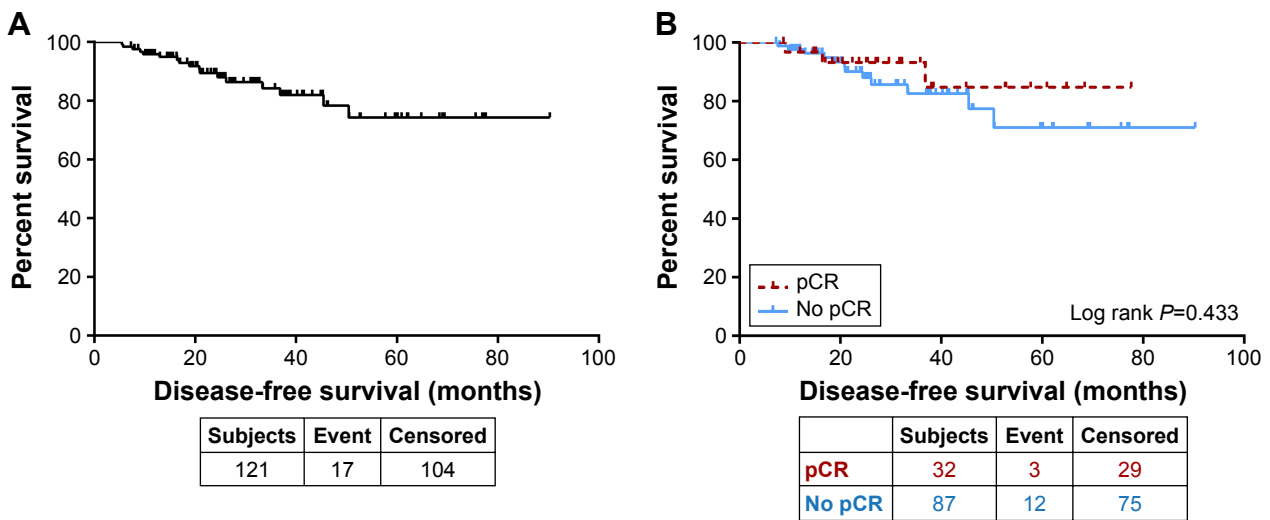 A
Percent survival
100
80
60
40
20
0
0 20 40 60 80 100
Disease-free survival (months)
Subjects Event Censored
121 17 104
B
Percent survival
100
80
60
40
20
0
pCR
No pCR
Log rank P=0.433
0 20 40 60 80 100
Disease-free survival (months)
Subjects Event Censored
pCR 32 3 29
No pCR 87 12 75